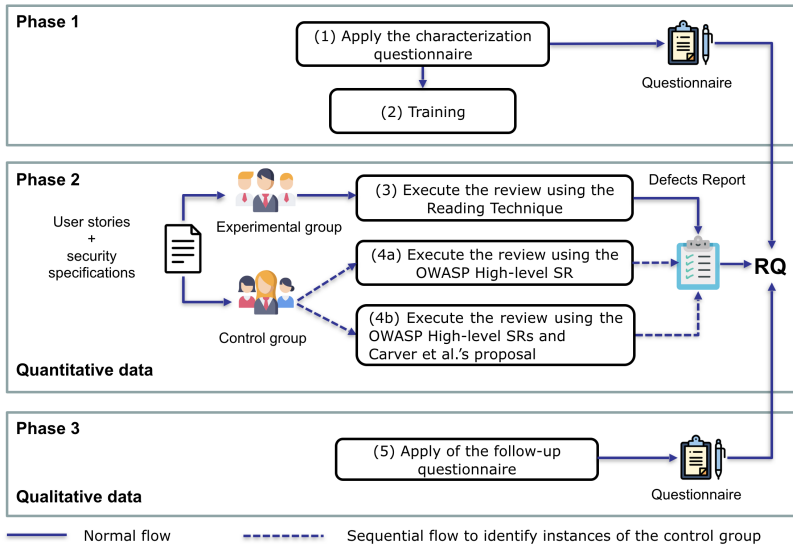 Phase 1
(1) Apply the characterization
questionnaire
Questionnaire
(2) Training
Phase 2
User stories
+
security
specifications
Experimental group
Control group
(3) Execute the review using the
Reading Technique
(4a) Execute the review using the
OWASP High-level SR
(4b) Execute the review using the
OWASP High-level SRs and
Carver et al.'s proposal
Defects Report
RQ
Quantitative data
Phase 3
(5) Apply of the follow-up
questionnaire
Questionnaire
Qualitative data
Normal flow
Sequential flow to identify instances of the control group